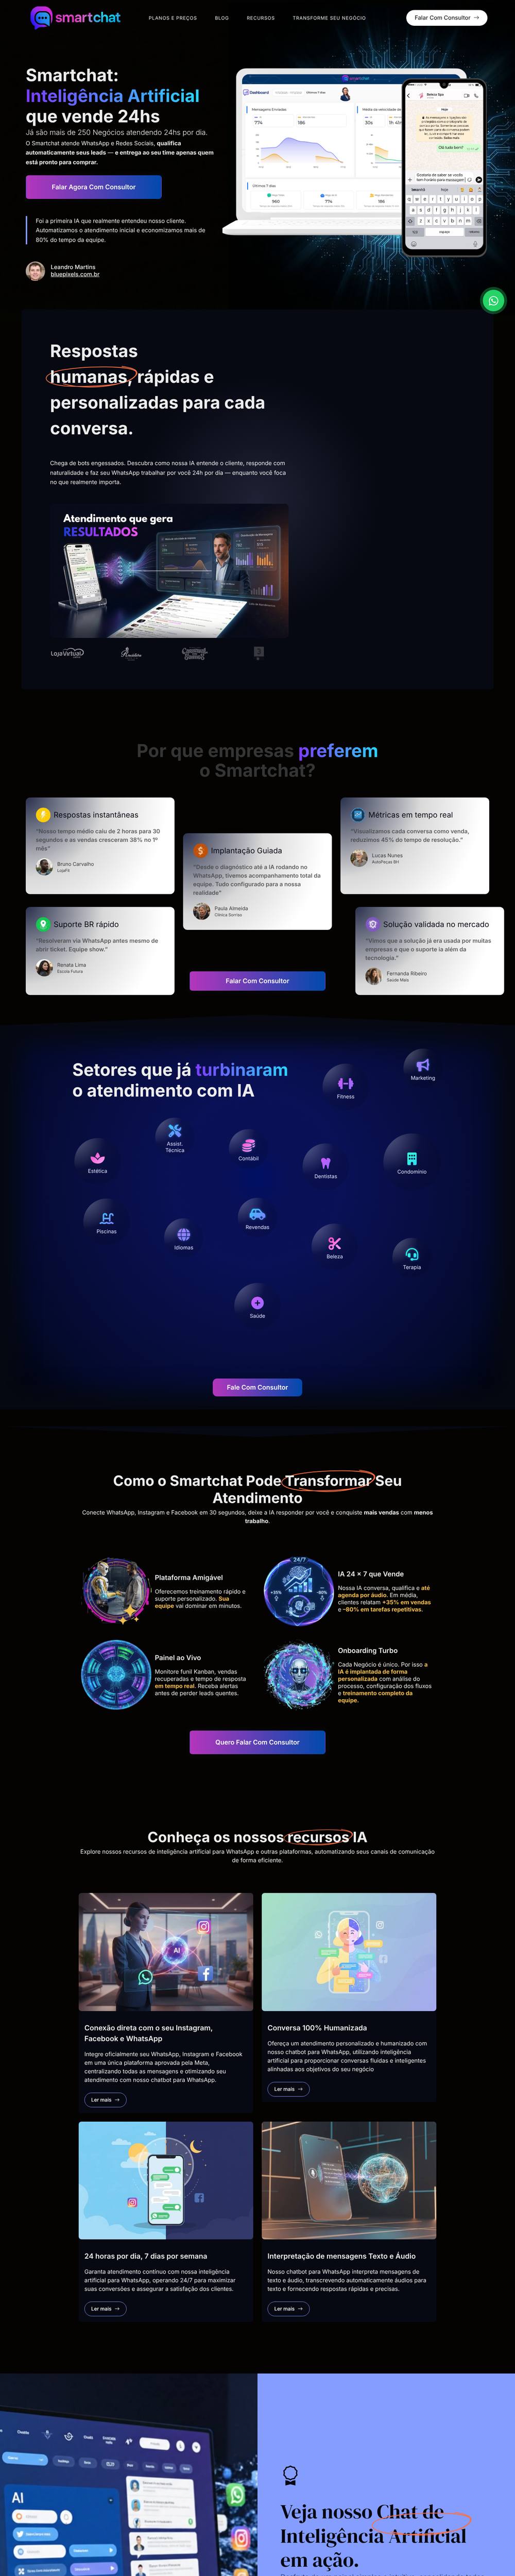 smartchat
PLANOS E PREÇOS
BLOG
RECURSOS
TRANSFORME SEU NEGÓCIO
Falar Com Consultor →
Smartchat:
Inteligência Artificial
que vende 24hs
Já são mais de 250 Negócios atendendo 24hs por dia.
O Smartchat atende WhatsApp e Redes Sociais, qualifica
automaticamente seus leads — e entrega ao seu time apenas quem
está pronto para comprar.
Falar Agora Com Consultor
Foi a primeira IA que realmente entendeu nosso cliente.
Automatizamos o atendimento inicial e economizamos mais de
80% do tempo da equipe.
Leandro Martins
bluepixels.com.br
smartchat
Dashboard
Mensagens Enviadas
774
186
Últimos 7 dias
960
774
186
Hoje
Olá tudo bem?
Respostas
humanas, rápidas e
personalizadas para cada
conversa.
Chega de bots engessados. Descubra como nossa IA entende o cliente, responde com
naturalidade e faz seu WhatsApp trabalhar por você 24h por dia — enquanto você foca
no que realmente importa.
Atendimento que gera
RESULTADOS
LojaVirtual
Por que empresas preferem
o Smartchat?
Respostas instantâneas
"Nosso tempo médio caiu de 2 horas para 30
segundos e as vendas cresceram 38% no 1º
mês"
Bruno Carvalho
LojaFit
Implantação Guiada
"Desde o diagnóstico até a IA rodando no
WhatsApp, tivemos acompanhamento total da
equipe. Tudo configurado para a nossa
realidade"
Paula Almeida
Clínica Sorriso
Métricas em tempo real
"Visualizamos cada conversa como venda,
reduzimos 45% do tempo de resolução."
Lucas Nunes
AutoPeças BH
Suporte BR rápido
"Resolveram via WhatsApp antes mesmo de
abrir ticket. Equipe show."
Renata Lima
Escola Futura
Solução validada no mercado
"Vimos que a solução já era usada por muitas
empresas e que o suporte ia além da
tecnologia."
Fernanda Ribeiro
Saúde Mais
Falar Com Consultor
Setores que já turbinaram
o atendimento com IA
Fitness
Marketing
Estética
Assist.
Técnica
Contábil
Dentistas
Condomínio
Piscinas
Idiomas
Revendas
Beleza
Terapia
Saúde
Fale Com Consultor
Como o Smartchat Pode Transformar Seu
Atendimento
Conecte WhatsApp, Instagram e Facebook em 30 segundos, deixe a IA responder por você e conquiste mais vendas com menos
trabalho.
Plataforma Amigável
Oferecemos treinamento rápido e
suporte personalizado. Sua
equipe vai dominar em minutos.
24/7
+35%
-80%
IA 24 × 7 que Vende
Nossa IA conversa, qualifica e até
agenda por áudio. Em média,
clientes relatam +35% em vendas
e –80% em tarefas repetitivas.
Painel ao Vivo
Monitore funil Kanban, vendas
recuperadas e tempo de resposta
em tempo real. Receba alertas
antes de perder leads quentes.
Onboarding Turbo
Cada Negócio é único. Por isso a
IA é implantada de forma
personalizada com análise do
processo, configuração dos fluxos
e treinamento completo da
equipe.
Quero Falar Com Consultor
Conheça os nossos recursos IA
Explore nossos recursos de inteligência artificial para WhatsApp e outras plataformas, automatizando seus canais de comunicação
de forma eficiente.
AI
Conexão direta com o seu Instagram,
Facebook e WhatsApp
Integre oficialmente seu WhatsApp, Instagram e Facebook
em uma única plataforma aprovada pela Meta,
centralizando todas as mensagens e otimizando seu
atendimento com nosso chatbot para WhatsApp.
Ler mais →
Conversa 100% Humanizada
Ofereça um atendimento personalizado e humanizado com
nosso chatbot para WhatsApp, utilizando inteligência
artificial para proporcionar conversas fluidas e inteligentes
alinhadas aos objetivos do seu negócio
Ler mais →
24 horas por dia, 7 dias por semana
Garanta atendimento contínuo com nossa inteligência
artificial para WhatsApp, operando 24/7 para maximizar
suas conversões e assegurar a satisfação dos clientes.
Ler mais →
Interpretação de mensagens Texto e Áudio
Nosso chatbot para WhatsApp interpreta mensagens de
texto e áudio, transcrevendo automaticamente áudios para
texto e fornecendo respostas rápidas e precisas.
Ler mais →
AI
Veja nosso Chat de
Inteligência Artificial
em ação.